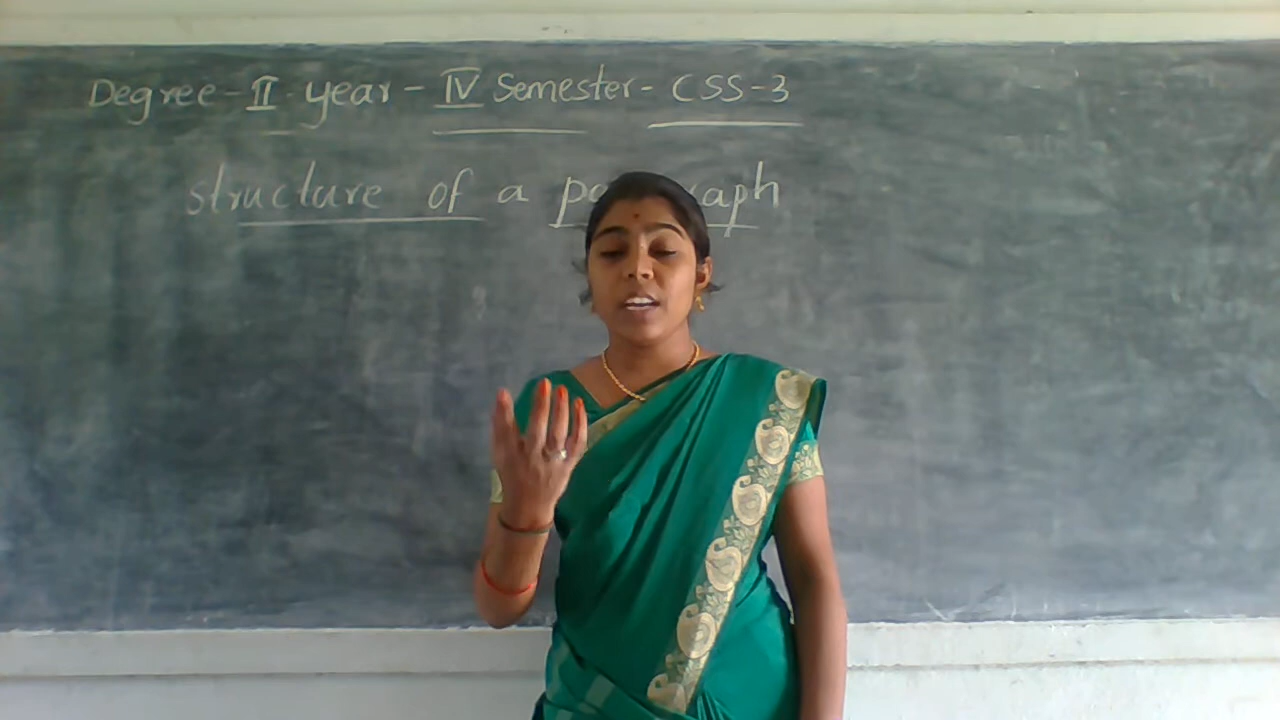 Degree - II year - IV Semester - CSS-3
structure of a